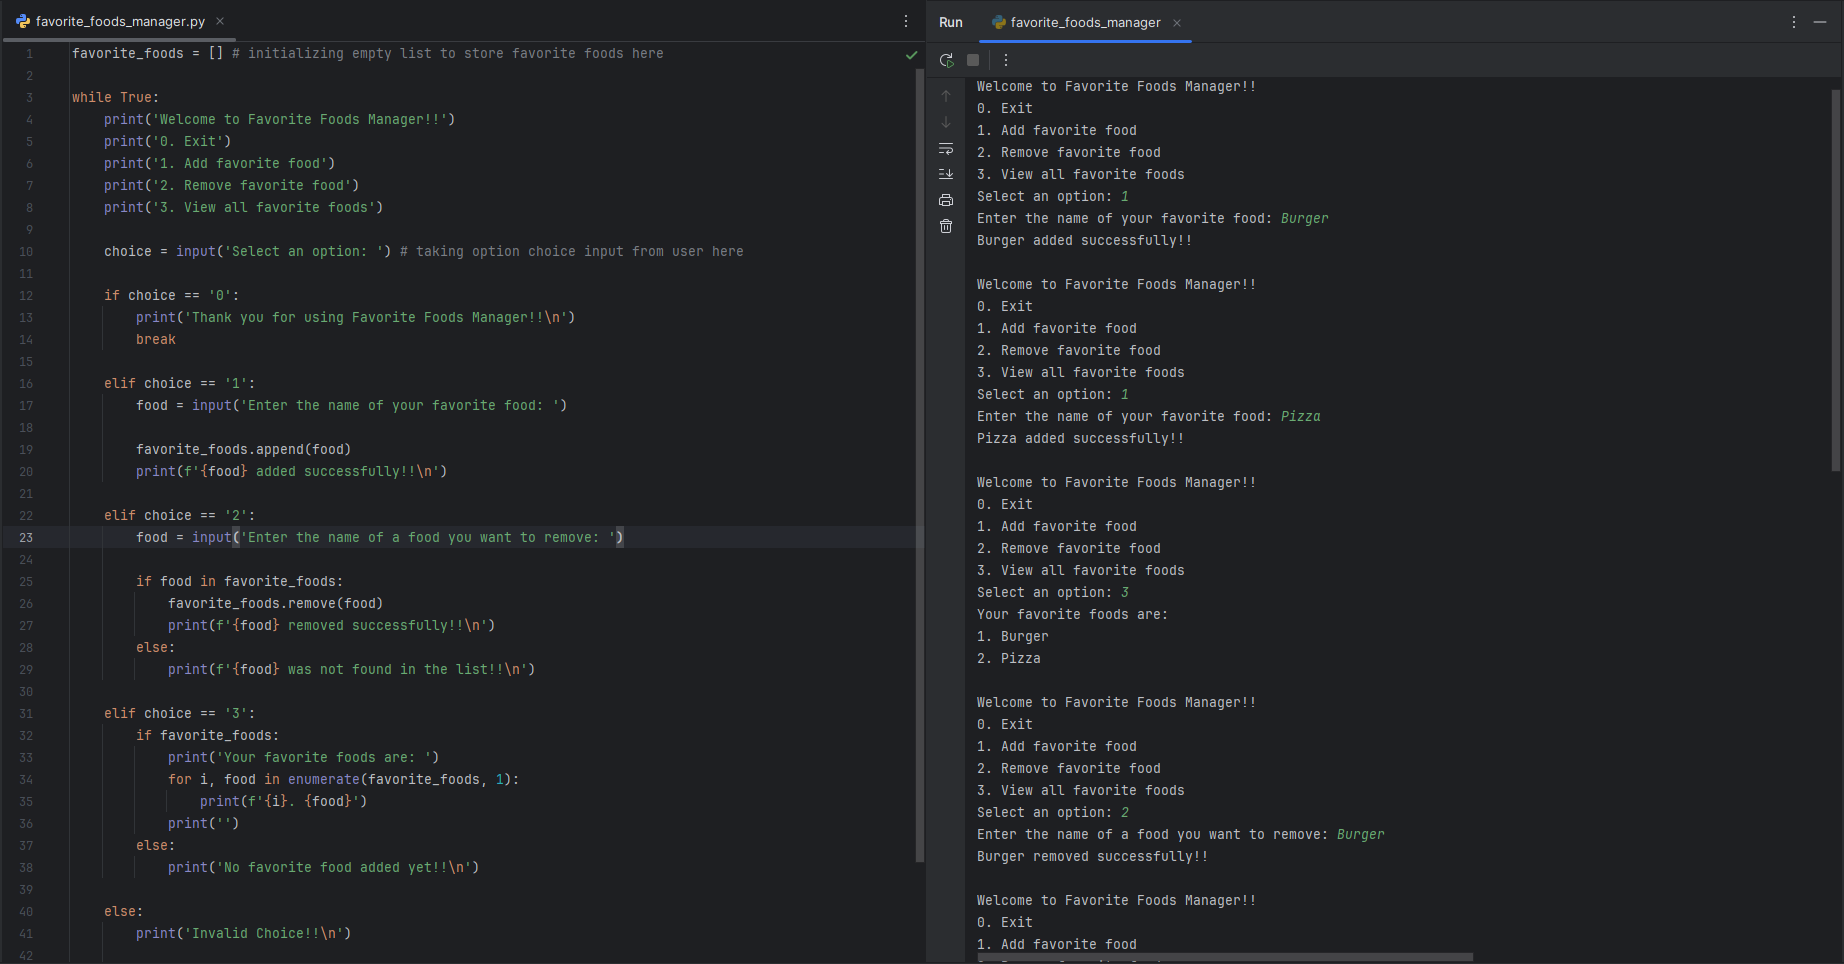 favorite_foods_manager.py
1 favorite_foods = [] # initializing empty list to store favorite foods here
2
3 while True:
4     print('Welcome to Favorite Foods Manager!!')
5     print('0. Exit')
6     print('1. Add favorite food')
7     print('2. Remove favorite food')
8     print('3. View all favorite foods')
9
10     choice = input('Select an option: ') # taking option choice input from user here
11
12     if choice == '0':
13         print('Thank you for using Favorite Foods Manager!!\n')
14         break
15
16     elif choice == '1':
17         food = input('Enter the name of your favorite food: ')
18
19         favorite_foods.append(food)
20         print(f'{food} added successfully!!\n')
21
22     elif choice == '2':
23         food = input('Enter the name of a food you want to remove: ')
24
25         if food in favorite_foods:
26             favorite_foods.remove(food)
27             print(f'{food} removed successfully!!\n')
28         else:
29             print(f'{food} was not found in the list!!\n')
30
31     elif choice == '3':
32         if favorite_foods:
33             print('Your favorite foods are: ')
34             for i, food in enumerate(favorite_foods, 1):
35                 print(f'{i}. {food}')
36             print('')
37         else:
38             print('No favorite food added yet!!\n')
39
40     else:
41         print('Invalid Choice!!\n')
42
Run favorite_foods_manager
Welcome to Favorite Foods Manager!!
0. Exit
1. Add favorite food
2. Remove favorite food
3. View all favorite foods
Select an option: 1
Enter the name of your favorite food: Burger
Burger added successfully!!

Welcome to Favorite Foods Manager!!
0. Exit
1. Add favorite food
2. Remove favorite food
3. View all favorite foods
Select an option: 1
Enter the name of your favorite food: Pizza
Pizza added successfully!!

Welcome to Favorite Foods Manager!!
0. Exit
1. Add favorite food
2. Remove favorite food
3. View all favorite foods
Select an option: 3
Your favorite foods are:
1. Burger
2. Pizza

Welcome to Favorite Foods Manager!!
0. Exit
1. Add favorite food
2. Remove favorite food
3. View all favorite foods
Select an option: 2
Enter the name of a food you want to remove: Burger
Burger removed successfully!!

Welcome to Favorite Foods Manager!!
0. Exit
1. Add favorite food